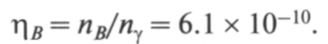 η_B = n_B/n_γ = 6.1 × 10⁻¹⁰.